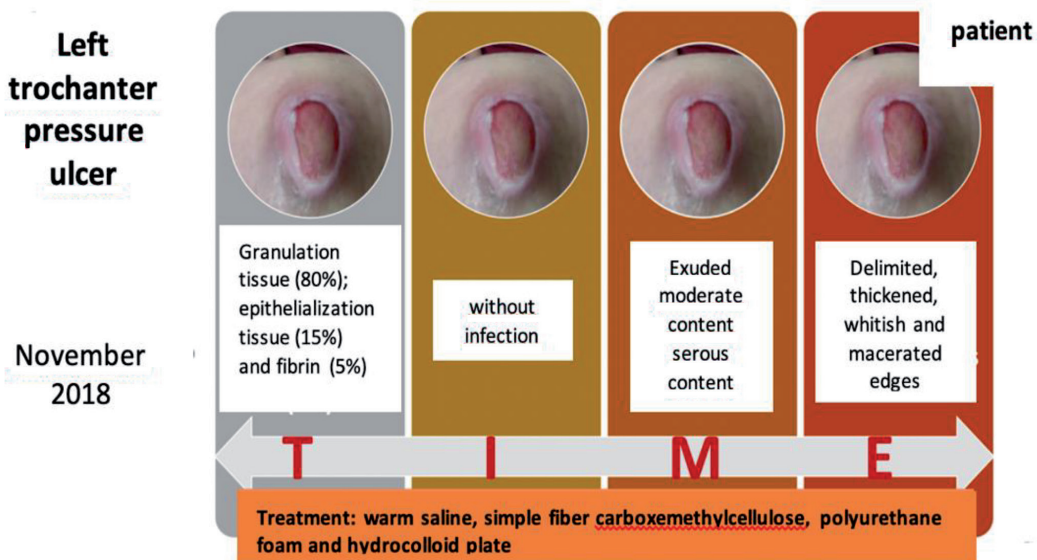 Left
trochanter
pressure
ulcer
patient
Granulation
tissue (80%);
epithelialization
tissue (15%)
and fibrin (5%)
without
infection
Exuded
moderate
content
serous
content
Delimited,
thickened,
whitish and
macerated
edges
November
2018
T I M E
Treatment: warm saline, simple fiber carboxemethylcellulose, polyurethane
foam and hydrocolloid plate